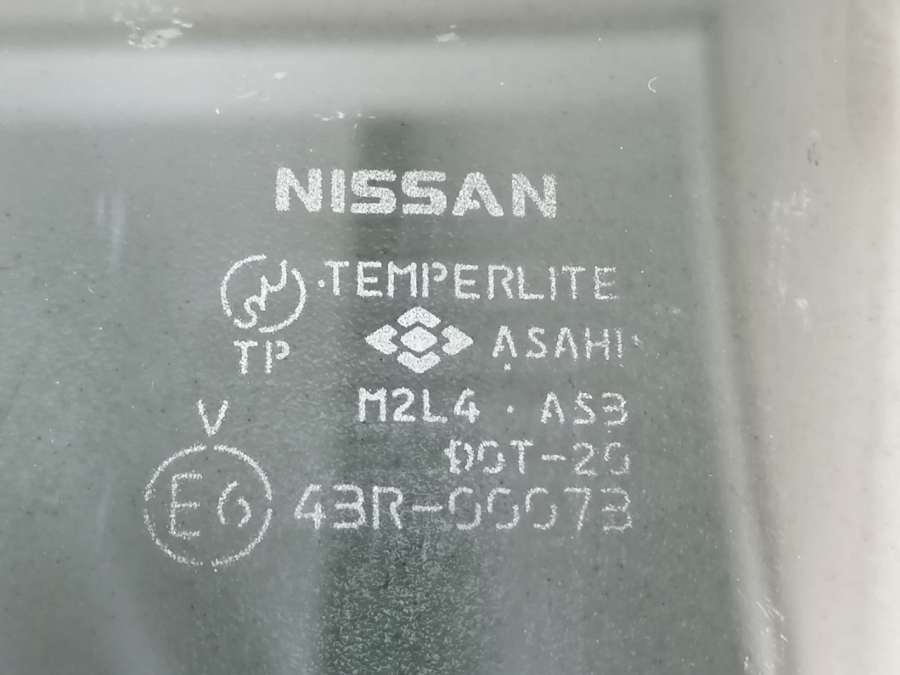 NISSAN
TEMPERLITE
TP
ASAHI
M2L4 · AS3
V
DOT-20
E6 43R-00073